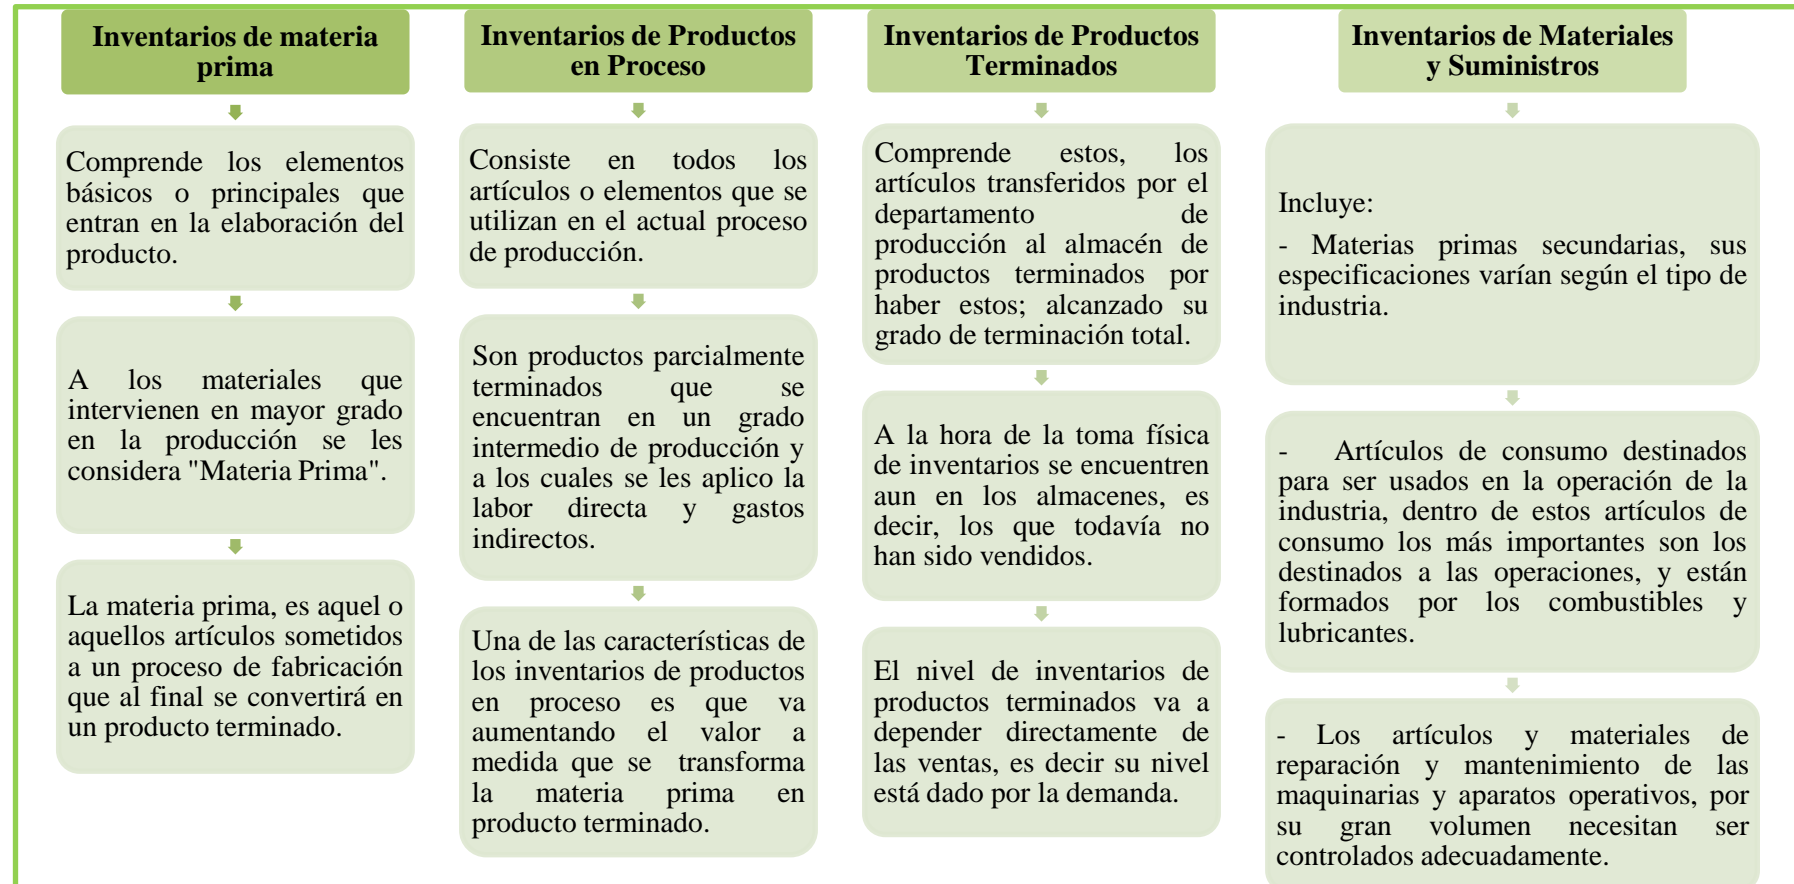 Inventarios de materia
prima
Comprende los elementos
básicos o principales que
entran en la elaboración del
producto.
A los materiales que
intervienen en mayor grado
en la producción se les
considera "Materia Prima".
La materia prima, es aquel o
aquellos artículos sometidos
a un proceso de fabricación
que al final se convertirá en
un producto terminado.
Inventarios de Productos
en Proceso
Consiste en todos los
artículos o elementos que se
utilizan en el actual proceso
de producción.
Son productos parcialmente
terminados que se
encuentran en un grado
intermedio de producción y
a los cuales se les aplico la
labor directa y gastos
indirectos.
Una de las características de
los inventarios de productos
en proceso es que va
aumentando el valor a
medida que se transforma
la materia prima en
producto terminado.
Inventarios de Productos
Terminados
Comprende estos, los
artículos transferidos por el
departamento de
producción al almacén de
productos terminados por
haber estos; alcanzado su
grado de terminación total.
A la hora de la toma física
de inventarios se encuentren
aun en los almacenes, es
decir, los que todavía no
han sido vendidos.
El nivel de inventarios de
productos terminados va a
depender directamente de
las ventas, es decir su nivel
está dado por la demanda.
Inventarios de Materiales
y Suministros
Incluye:
- Materias primas secundarias, sus
especificaciones varían según el tipo de
industria.
- Artículos de consumo destinados
para ser usados en la operación de la
industria, dentro de estos artículos de
consumo los más importantes son los
destinados a las operaciones, y están
formados por los combustibles y
lubricantes.
- Los artículos y materiales de
reparación y mantenimiento de las
maquinarias y aparatos operativos, por
su gran volumen necesitan ser
controlados adecuadamente.